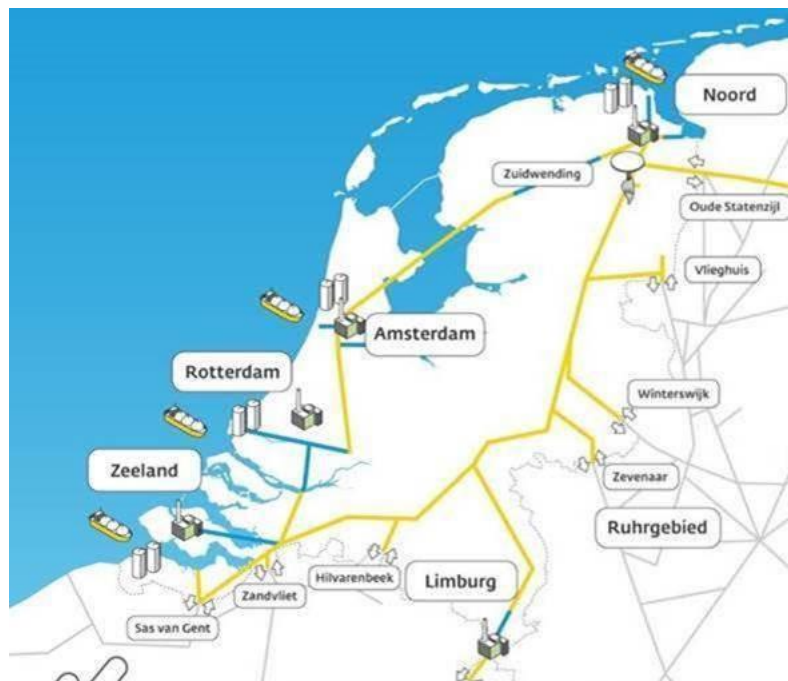 Noord
Zuidwending
Oude Statenzijl
Vlieghuis
Amsterdam
Rotterdam
Winterswijk
Zeeland
Zevenaar
Ruhrgebied
Hilvarenbeek
Limburg
Zandvliet
Sas van Gent